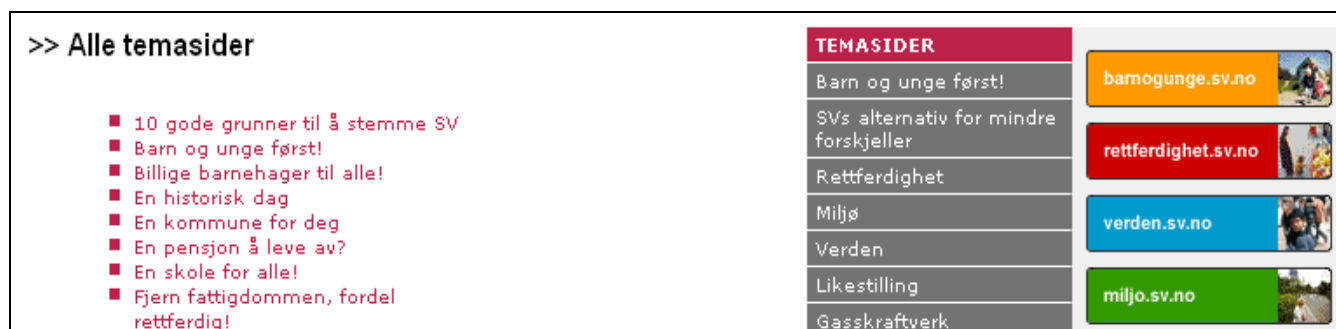 >> Alle temasider
10 gode grunner til å stemme SV
Barn og unge først!
Billige barnehager til alle!
En historisk dag
En kommune for deg
En pensjon å leve av?
En skole for alle!
Fjern fattigdommen, fordel
rettferdig!
TEMASIDER
Barn og unge først!
SVs alternativ for mindre
forskjeller
Rettferdighet
Miljø
Verden
Likestilling
Gasskraftverk
barnogunge.sv.no
rettferdighet.sv.no
verden.sv.no
miljo.sv.no